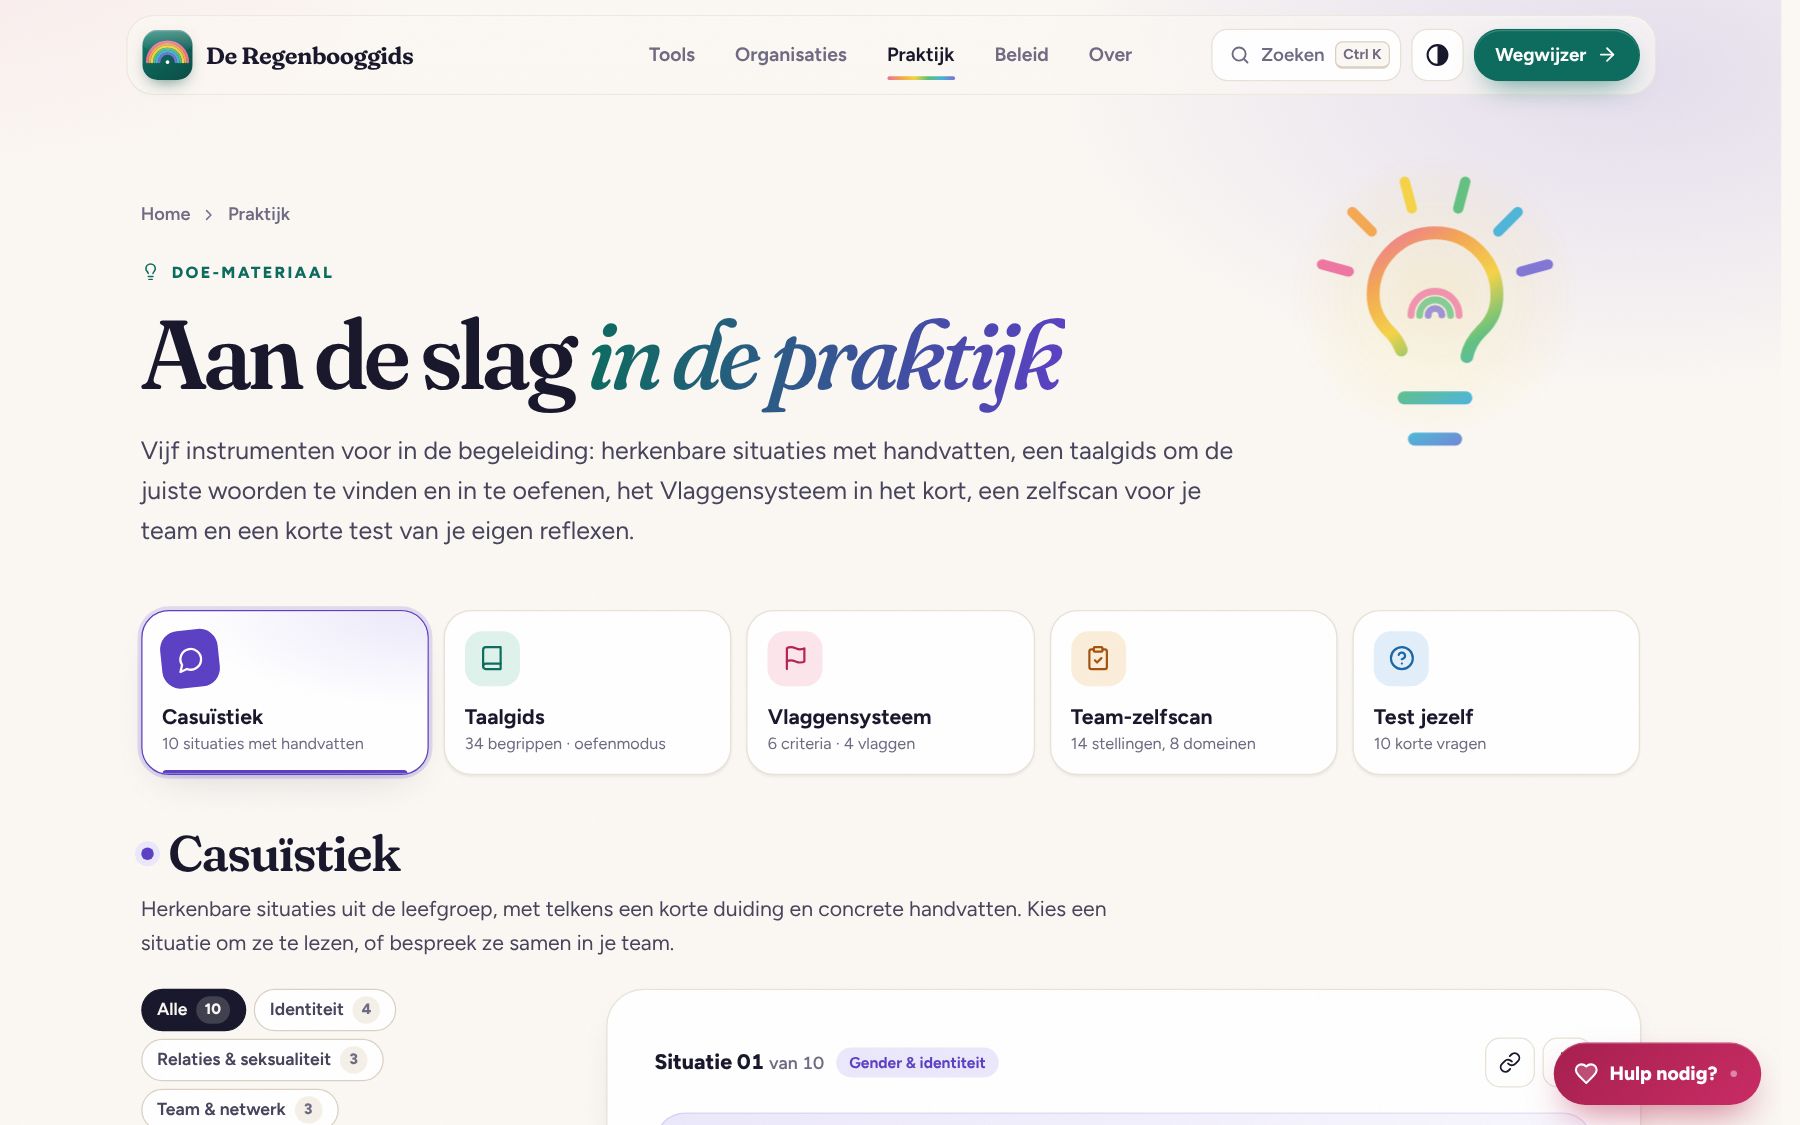 De Regenbooggids
Tools
Organisaties
Praktijk
Beleid
Over
Zoeken
Ctrl K
Wegwijzer
Home
Praktijk
DOE-MATERIAAL
Aan de slag in de praktijk
Vijf instrumenten voor in de begeleiding: herkenbare situaties met handvatten, een taalgids om de
juiste woorden te vinden en in te oefenen, het Vlaggensysteem in het kort, een zelfscan voor je
team en een korte test van je eigen reflexen.
Casuïstiek
10 situaties met handvatten
Taalgids
34 begrippen · oefenmodus
Vlaggensysteem
6 criteria · 4 vlaggen
Team-zelfscan
14 stellingen, 8 domeinen
Test jezelf
10 korte vragen
Casuïstiek
Herkenbare situaties uit de leefgroep, met telkens een korte duiding en concrete handvatten. Kies een
situatie om ze te lezen, of bespreek ze samen in je team.
Alle 10
Identiteit 4
Relaties & seksualiteit 3
Team & netwerk 3
Situatie 01 van 10
Gender & identiteit
Hulp nodig?